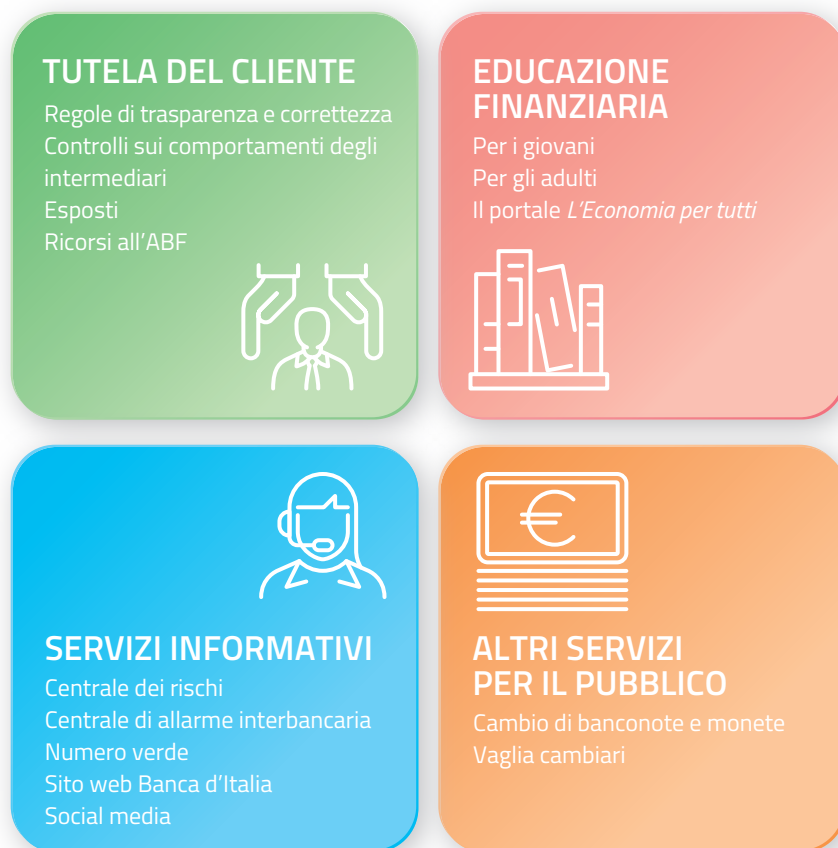 TUTELA DEL CLIENTE
Regole di trasparenza e correttezza
Controlli sui comportamenti degli
intermediari
Esposti
Ricorsi all'ABF
EDUCAZIONE
FINANZIARIA
Per i giovani
Per gli adulti
Il portale L'Economia per tutti
SERVIZI INFORMATIVI
Centrale dei rischi
Centrale di allarme interbancaria
Numero verde
Sito web Banca d'Italia
Social media
ALTRI SERVIZI
PER IL PUBBLICO
Cambio di banconote e monete
Vaglia cambiari